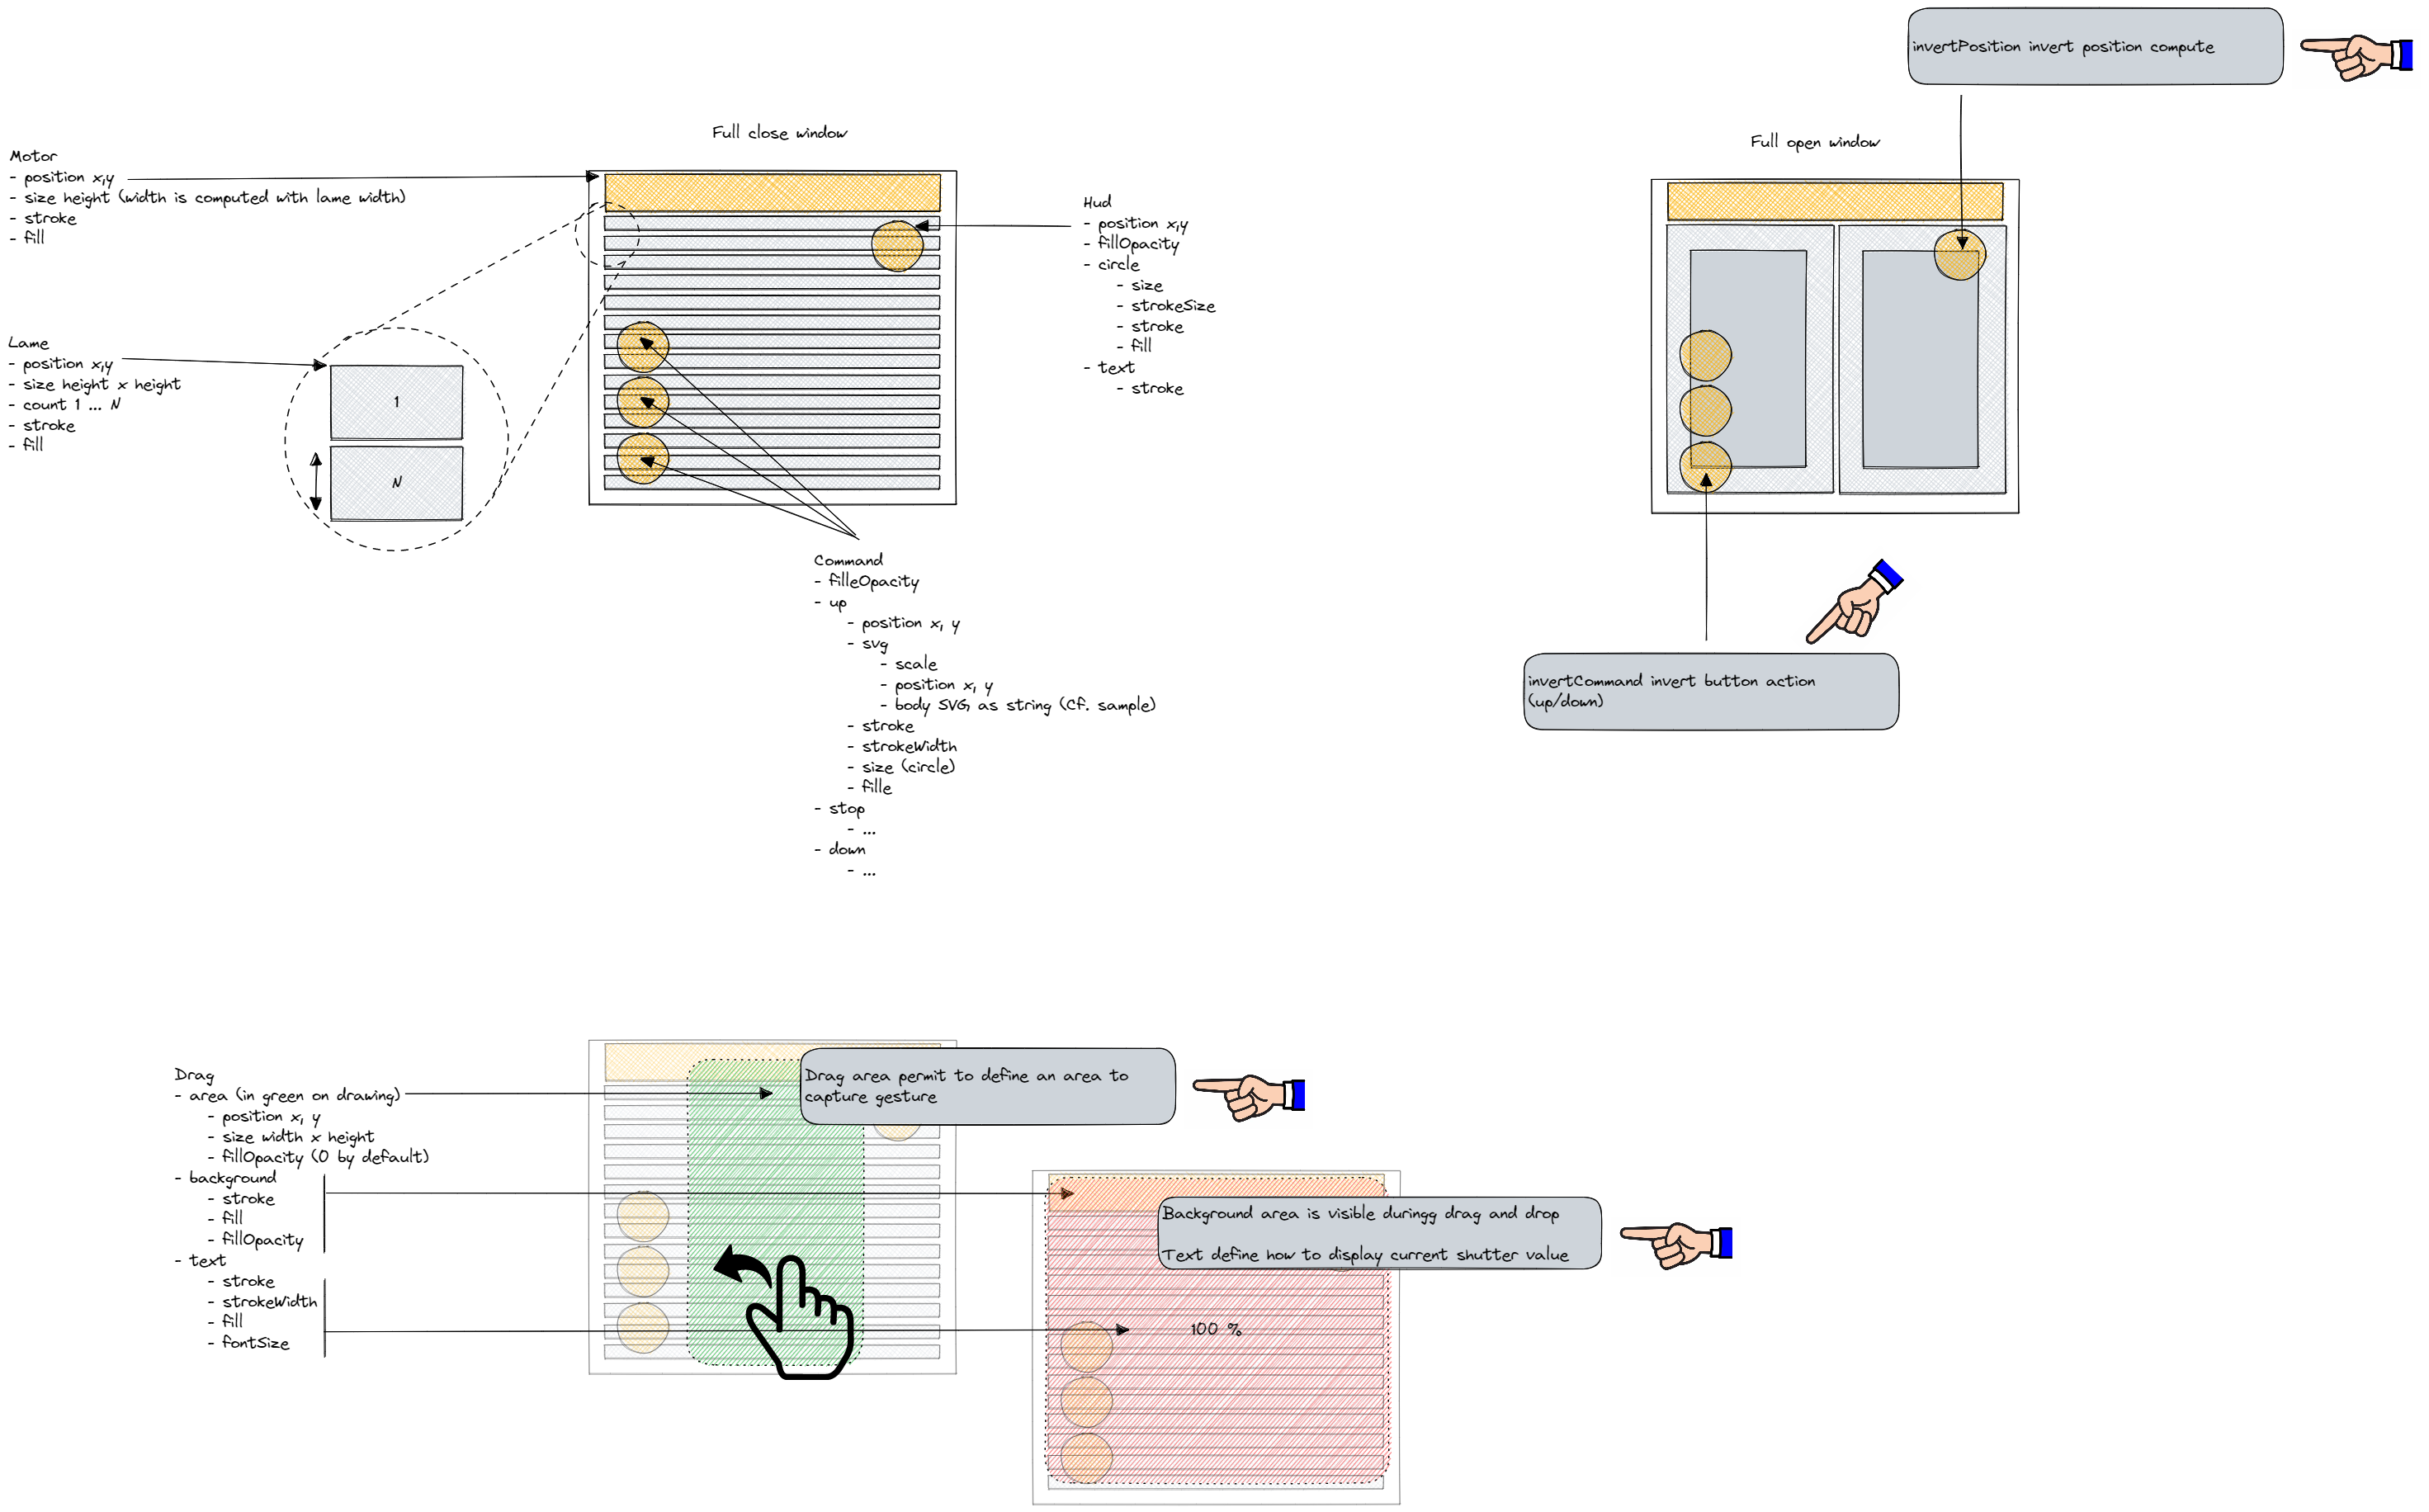 invertPosition invert position compute
Full close window
Full open window
Motor
- position x,y
- size height (width is computed with lame width)
- stroke
- fill
Hud
- position x,y
- fillOpacity
- circle
- size
- strokeSize
- stroke
- fill
- text
- stroke
Lame
- position x,y
- size height x height
- count 1 ... N
- stroke
- fill
1
N
Command
- filleOpacity
- up
- position x, y
- svg
- scale
- position x, y
- body SVG as string (Cf. sample)
- stroke
- strokeWidth
- size (circle)
- fille
- stop
- ...
- down
- ...
invertCommand invert button action
(up/down)
Drag
- area (in green on drawing)
- position x, y
- size width x height
- fillOpacity (0 by default)
- background
- stroke
- fill
- fillOpacity
- text
- stroke
- strokeWidth
- fill
- fontSize
Drag area permit to define an area to
capture gesture
Background area is visible duringg drag and drop
Text define how to display current shutter value
100 %